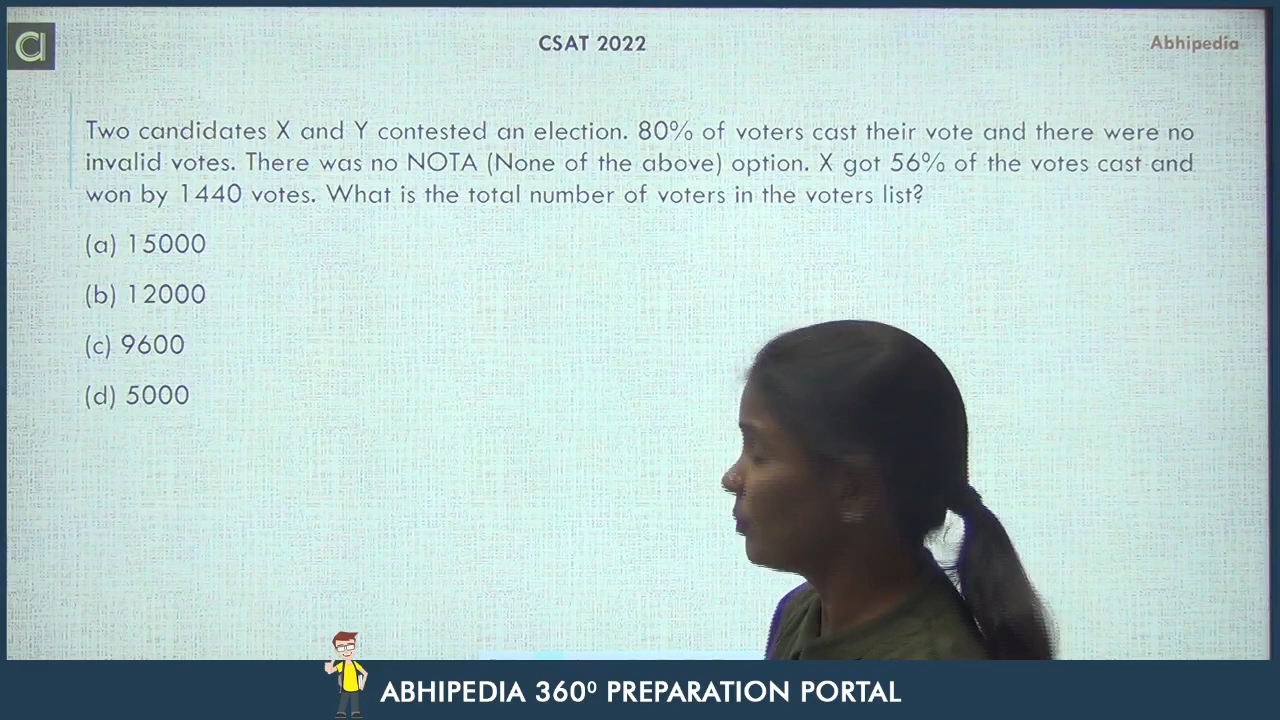 CSAT 2022
Abhipedia
Two candidates X and Y contested an election. 80% of voters cast their vote and there were no
invalid votes. There was no NOTA (None of the above) option. X got 56% of the votes cast and
won by 1440 votes. What is the total number of voters in the voters list?
(a) 15000
(b) 12000
(c) 9600
(d) 5000
ABHIPEDIA 360⁰ PREPARATION PORTAL